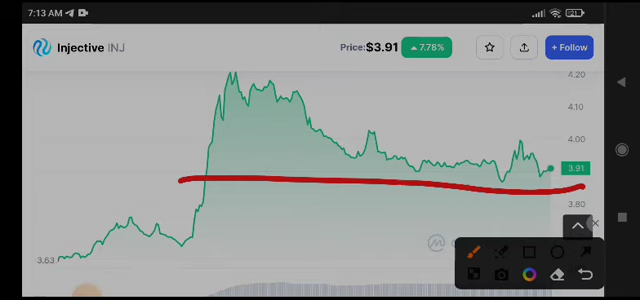 7:13 AM
21
Injective INJ
Price:$3.91
7.78%
+ Follow
4.20
4.10
4.00
3.91
3.80
3.63